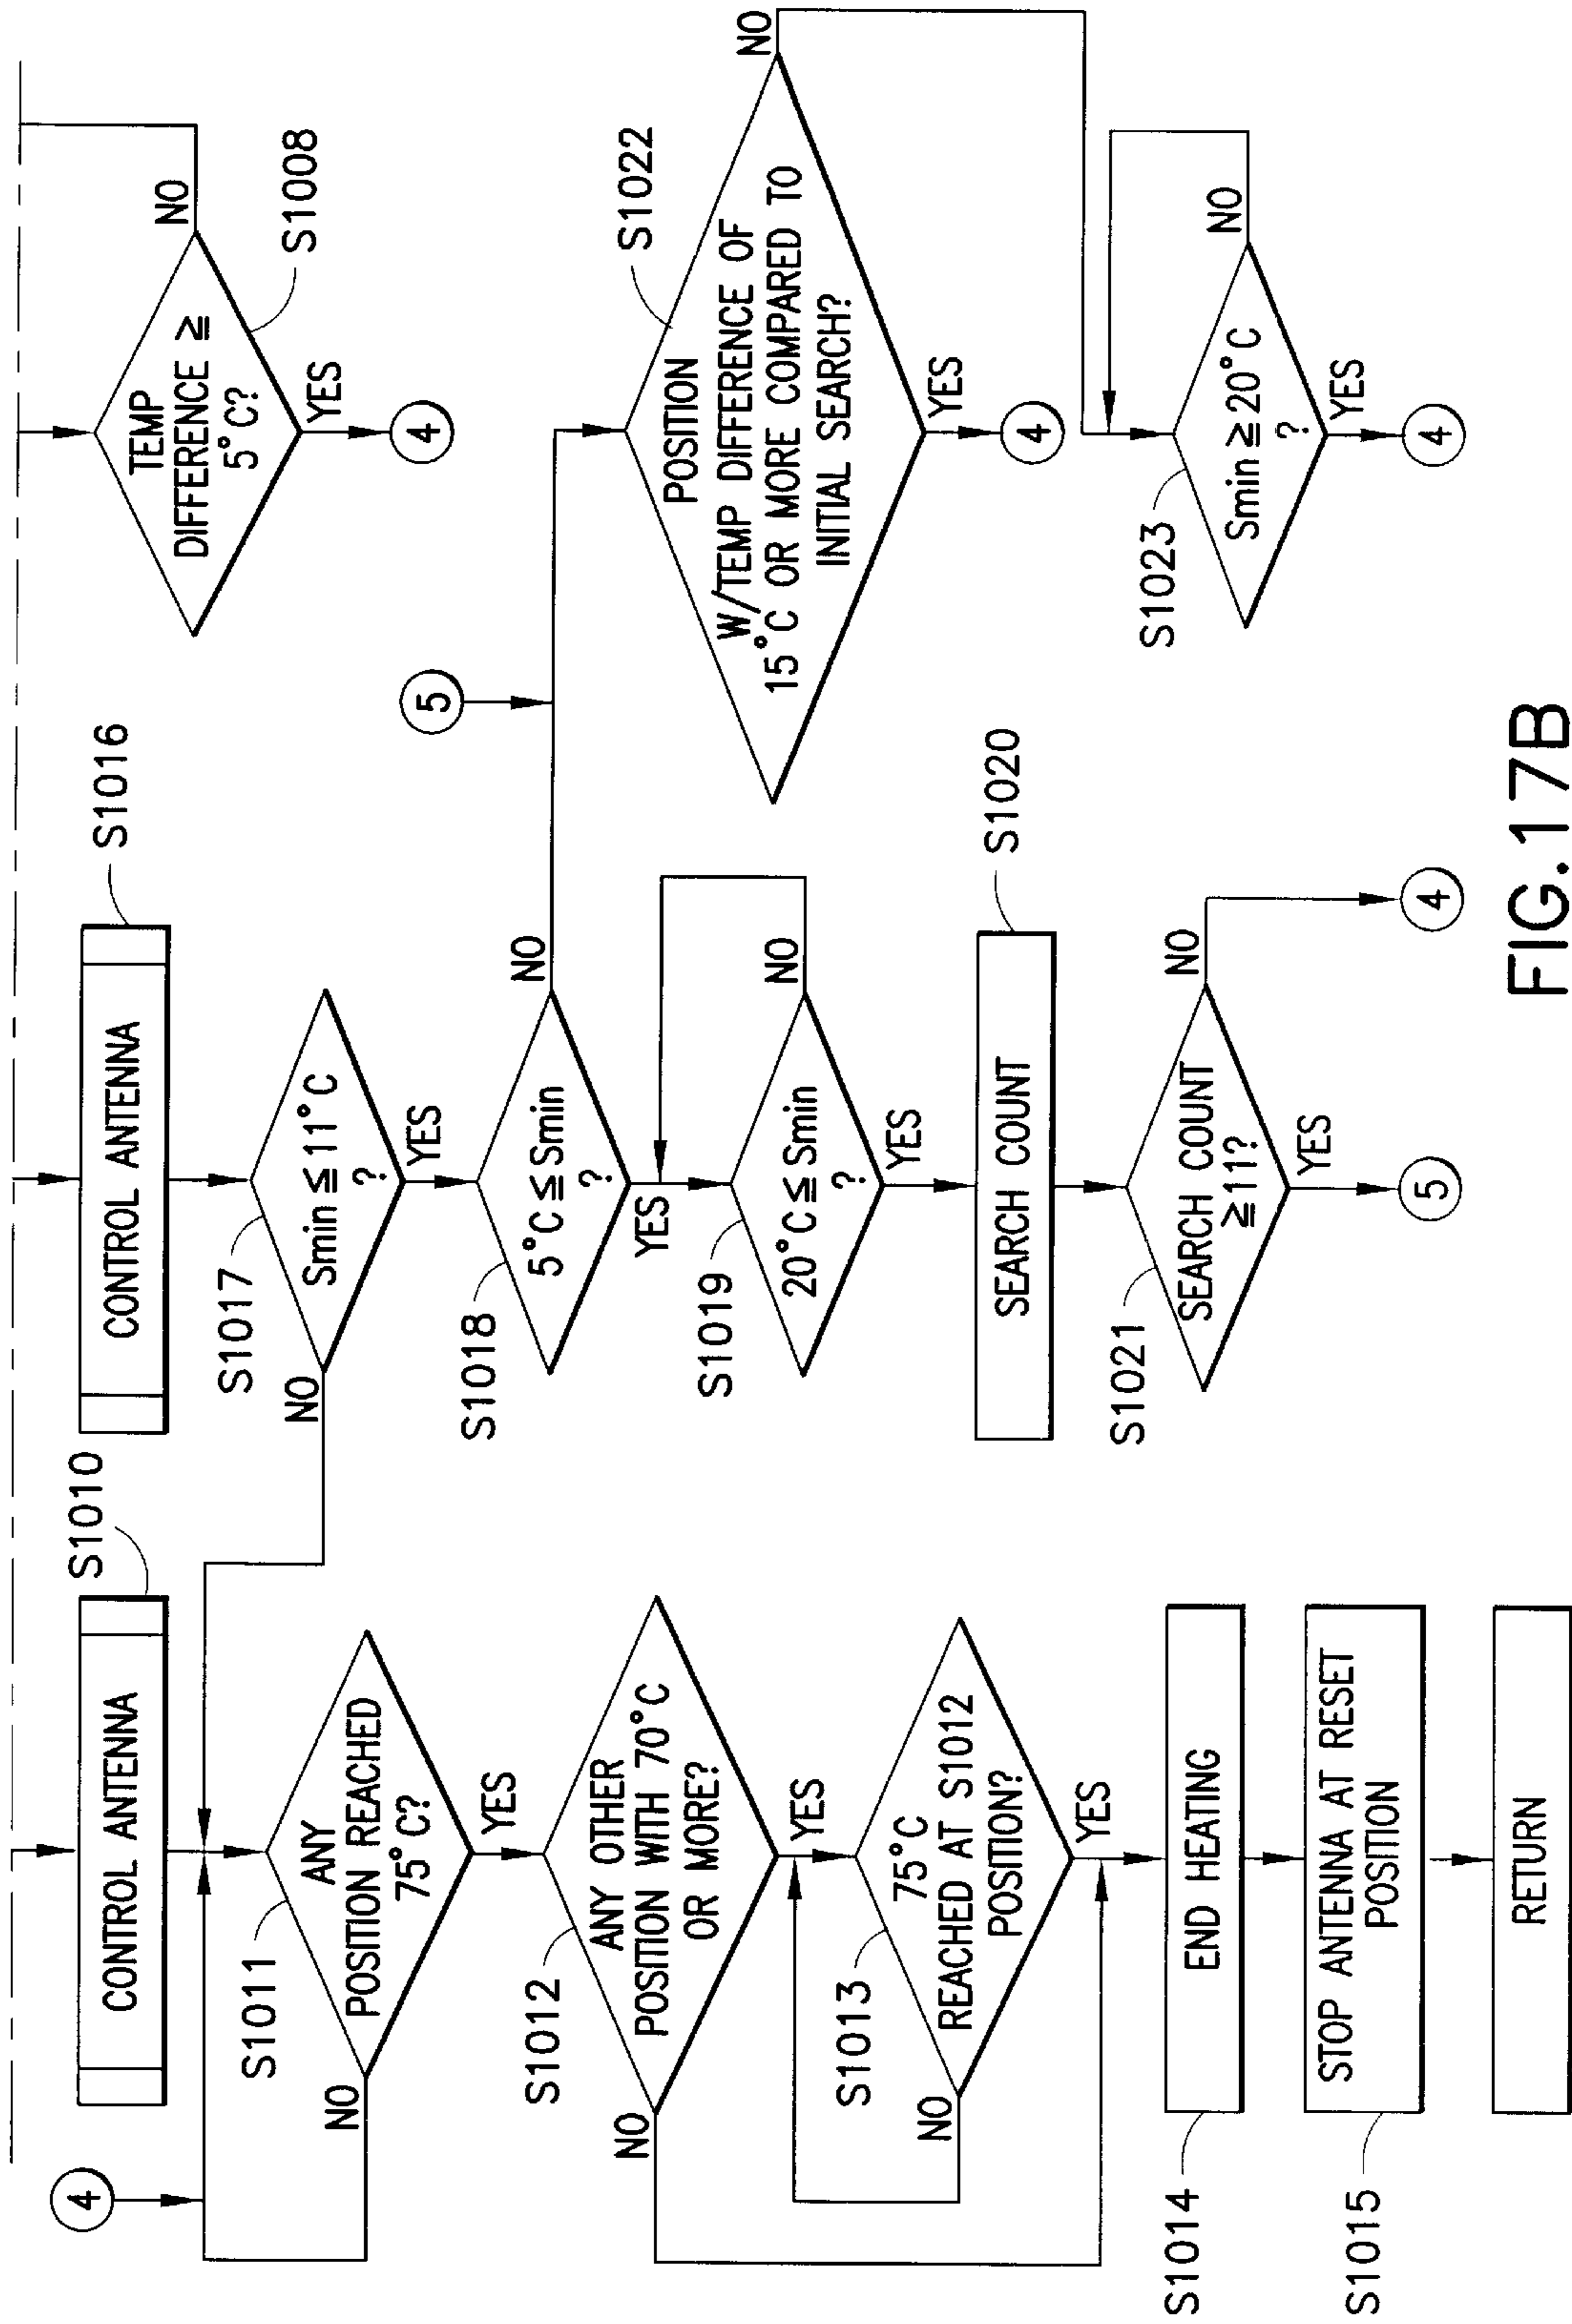 4
CONTROL ANTENNA
S1010
S1011
ANY
POSITION REACHED
75°C?
NO
YES
S1012
ANY OTHER
POSITION WITH 70°C
OR MORE?
NO
YES
S1013
75°C
REACHED AT S1012
POSITION?
NO
YES
S1014
END HEATING
S1015
STOP ANTENNA AT RESET
POSITION
RETURN
CONTROL ANTENNA
S1016
S1017
Smin ≦ 11°C
?
NO
YES
S1018
5°C ≦ Smin
?
NO
YES
S1019
20°C ≦ Smin
?
NO
YES
SEARCH COUNT
S1020
S1021
SEARCH COUNT
≧11?
NO
YES
4
5
TEMP
DIFFERENCE ≧
5°C?
NO
S1008
YES
4
5
POSITION
W/TEMP DIFFERENCE OF
15°C OR MORE COMPARED TO
INITIAL SEARCH?
S1022
NO
YES
4
S1023
Smin ≧ 20°C
?
NO
YES
4
FIG.17B